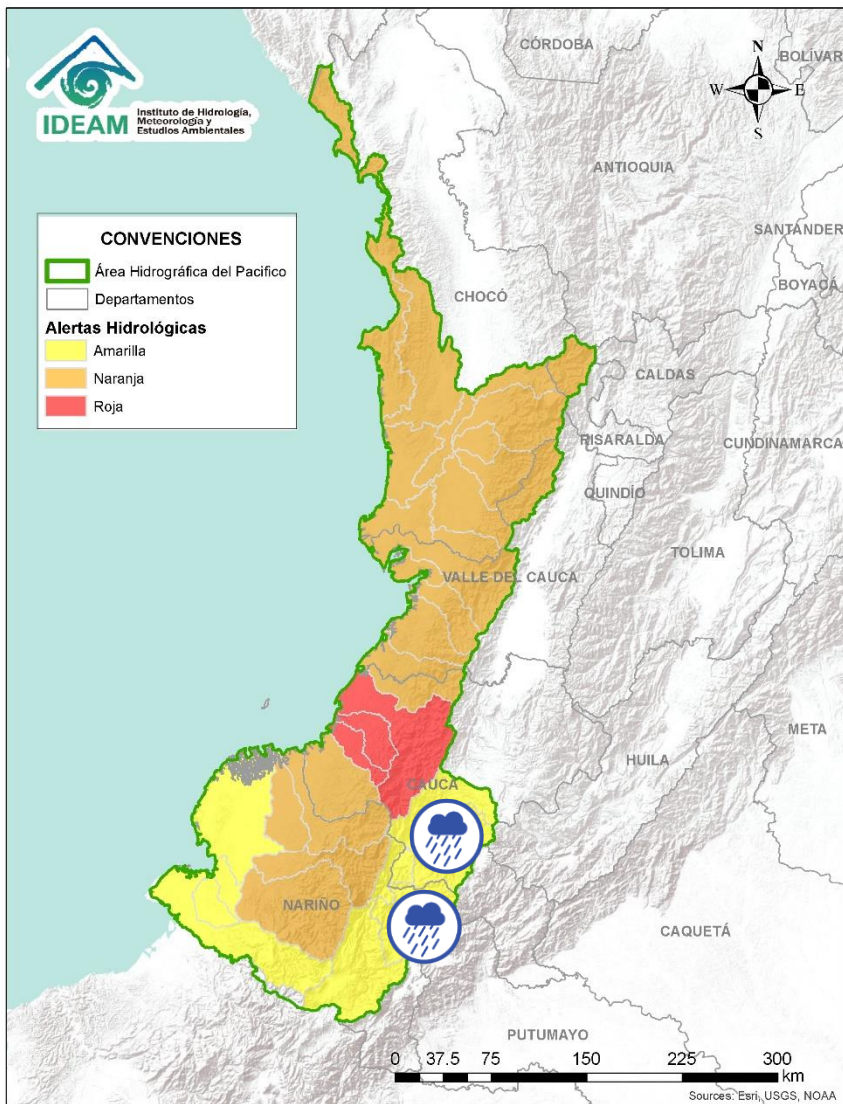 IDEAM
Instituto de Hidrología,
Meteorología y
Estudios Ambientales
N
W E
S
CÓRDOBA
BOLÍVAR
ANTIOQUIA
SANTANDER
BOYACÁ
CHOCÓ
CALDAS
RISARALDA
CUNDINAMARCA
QUINDÍO
TOLIMA
VALLE DEL CAUCA
META
HUILA
CAUCA
NARIÑO
CAQUETÁ
PUTUMAYO
CONVENCIONES
Área Hidrográfica del Pacifico
Departamentos
Alertas Hidrológicas
Amarilla
Naranja
Roja
0 37.5 75 150 225 300
km
Sources: Esri, USGS, NOAA